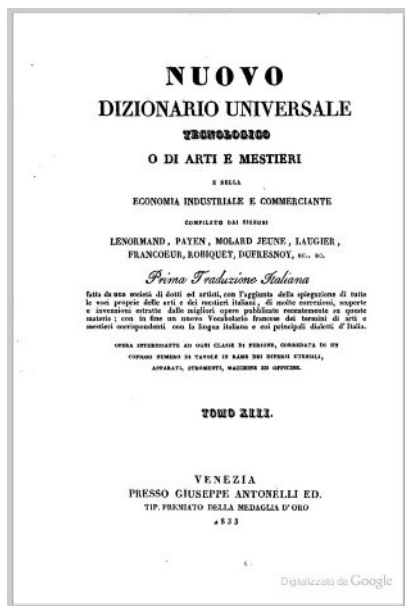 NUOVO
DIZIONARIO UNIVERSALE
TECNOLOGICO
O DI ARTI E MESTIERI
E DELLA
ECONOMIA INDUSTRIALE E COMMERCIANTE
COMPILATO DAI SIGNORI
LENORMAND, PAYEN, MOLARD JEUNE, LAUGIER,
FRANCOEUR, ROBIQUET, DUFRESNOY, EC., EC.
Prima Traduzione Italiana
fatta da una società di dotti ed artisti, con l'aggiunta della spiegazione di tutte
le voci proprie delle arti e dei mestieri italiani, di molte correzioni, scoperte
e invenzioni estratte dalle migliori opere pubblicate recentemente su queste
materie; con in fine un nuovo Vocabolario francese dei termini di arti e
mestieri corrispondenti con la lingua italiana e coi principali dialetti d'Italia.
OPERA INTERESSANTE AD OGNI CLASSE DI PERSONE, CORREDATA DI UN
COPIOSO NUMERO DI TAVOLE IN RAME DEI DIVERSI UTENSILI,
APPARATI, STROMENTI, MACCHINE ED OFFICINE.
TOMO XIII.
VENEZIA
PRESSO GIUSEPPE ANTONELLI ED.
TIP. PREMIATO DELLA MEDAGLIA D'ORO
1833
Digitalizzato da Google